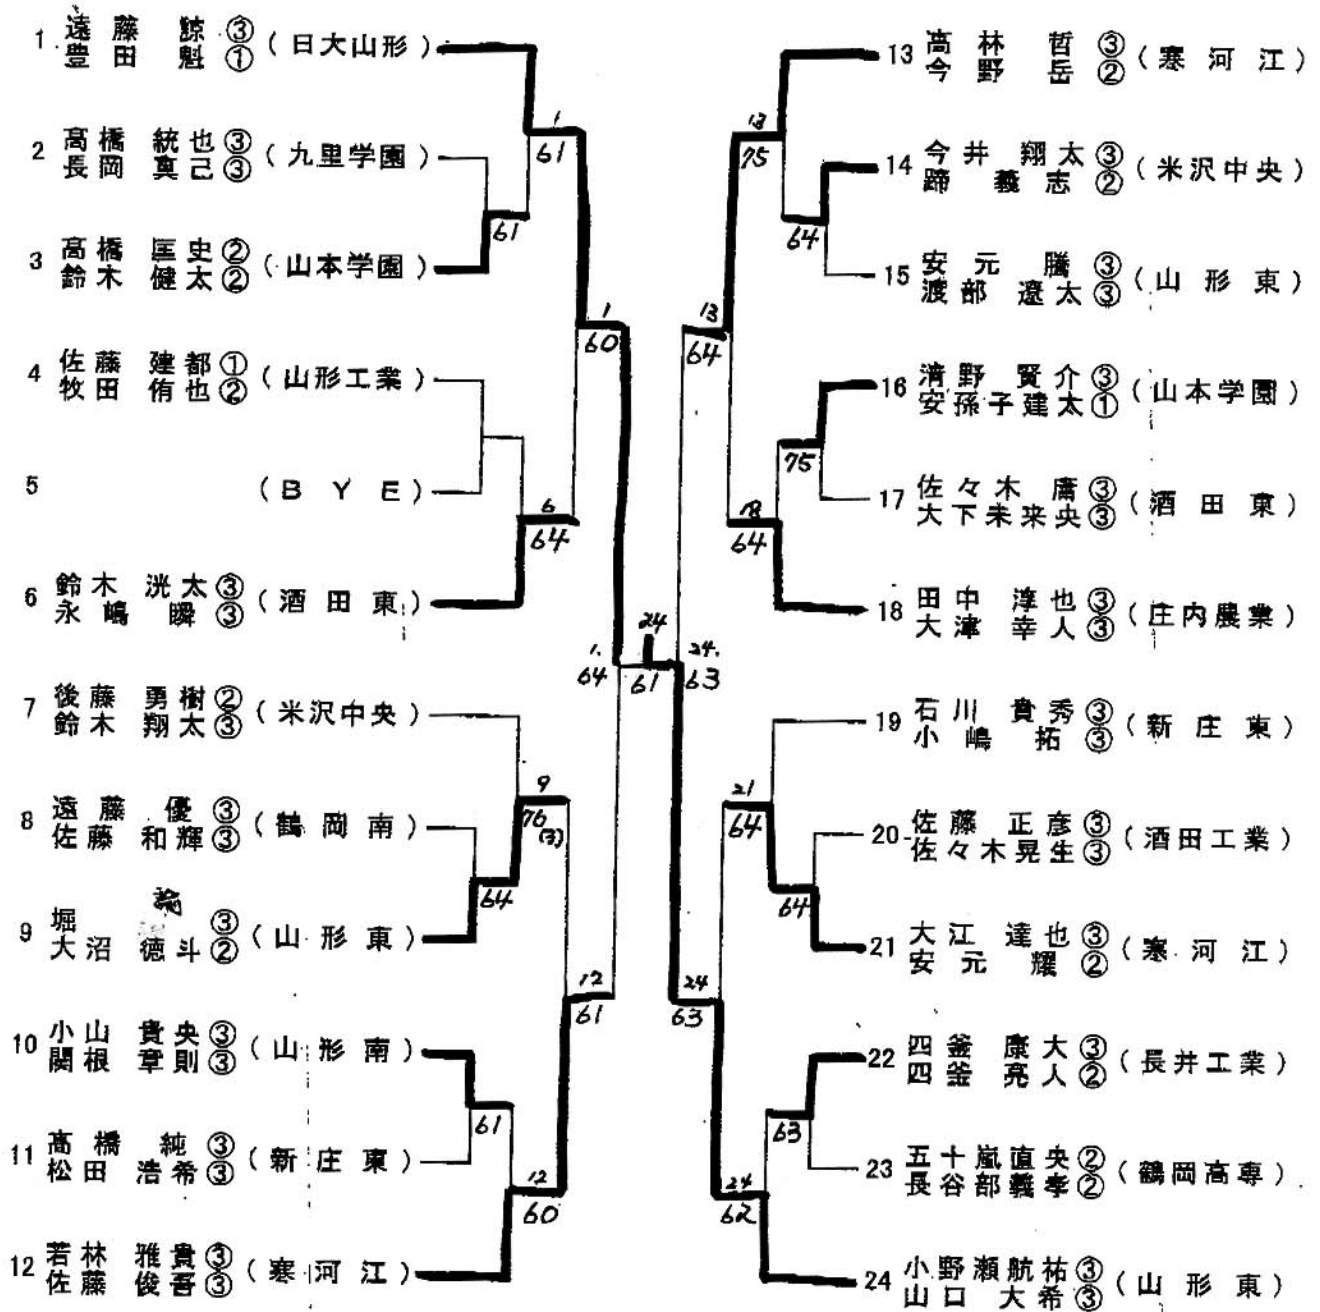 1 遠藤 諒③ (日大山形)
豊田 魁①
2 髙橋 統也③ (九里学園)
長岡 真己③
3 高橋 匡史② (山本学園)
鈴木 健太②
4 佐藤 建都① (山形工業)
牧田 侑也②
5 (BYE)
6 鈴木 洸太③ (酒田東)
永嶋 瞬③
7 後藤 勇樹② (米沢中央)
鈴木 翔太③
8 遠藤 優③ (鶴岡南)
佐藤 和輝③
9 堀 ③ (山形東)
大沼 徳斗②
10 小山 貴央③ (山形南)
関根 章則③
11 高橋 純③ (新庄東)
松田 浩希③
12 若林 雅貴③ (寒河江)
佐藤 俊吾③
1
61
61
1
60
6
64
1.
64
9
76
(3)
64
12
61
61
12
60
24
61
13
75
64
13
64
75
18
64
24.
63
21
64
64
24
63
63
24
62
13 高林 哲③ (寒河江)
今野 岳②
14 今井 翔太③ (米沢中央)
蹄 義志②
15 安元 騰③ (山形東)
渡部 遼太③
16 清野 賢介③ (山本学園)
安孫子建太①
17 佐々木 庸③ (酒田東)
大下未来央③
18 田中 淳也③ (庄内農業)
大津 幸人③
19 石川 貴秀③ (新庄東)
小嶋 拓③
20 佐藤 正彦③ (酒田工業)
佐々木晃生③
21 大江 達也③ (寒河江)
安元 耀②
22 四釜 康大③ (長井工業)
四釜 亮人②
23 五十嵐直央② (鶴岡高専)
長谷部義孝②
24 小野瀬航祐③ (山形東)
山口 大希③